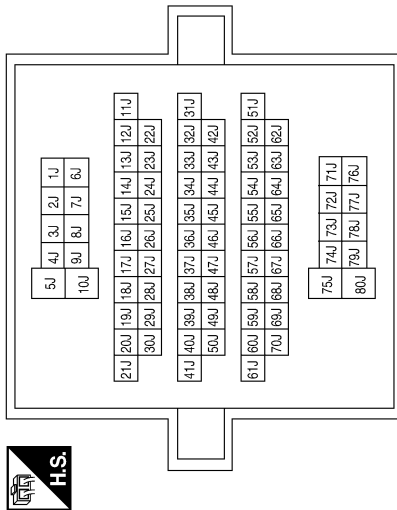 H.S.
5J 4J 3J 2J 1J
10J 9J 8J 7J 6J
21J 20J 19J 18J 17J 16J 15J 14J 13J 12J 11J
30J 29J 28J 27J 26J 25J 24J 23J 22J
41J 40J 39J 38J 37J 36J 35J 34J 33J 32J 31J
50J 49J 48J 47J 46J 45J 44J 43J 42J
61J 60J 59J 58J 57J 56J 55J 54J 53J 52J 51J
70J 69J 68J 67J 66J 65J 64J 63J 62J
75J 74J 73J 72J 71J
80J 79J 78J 77J 76J